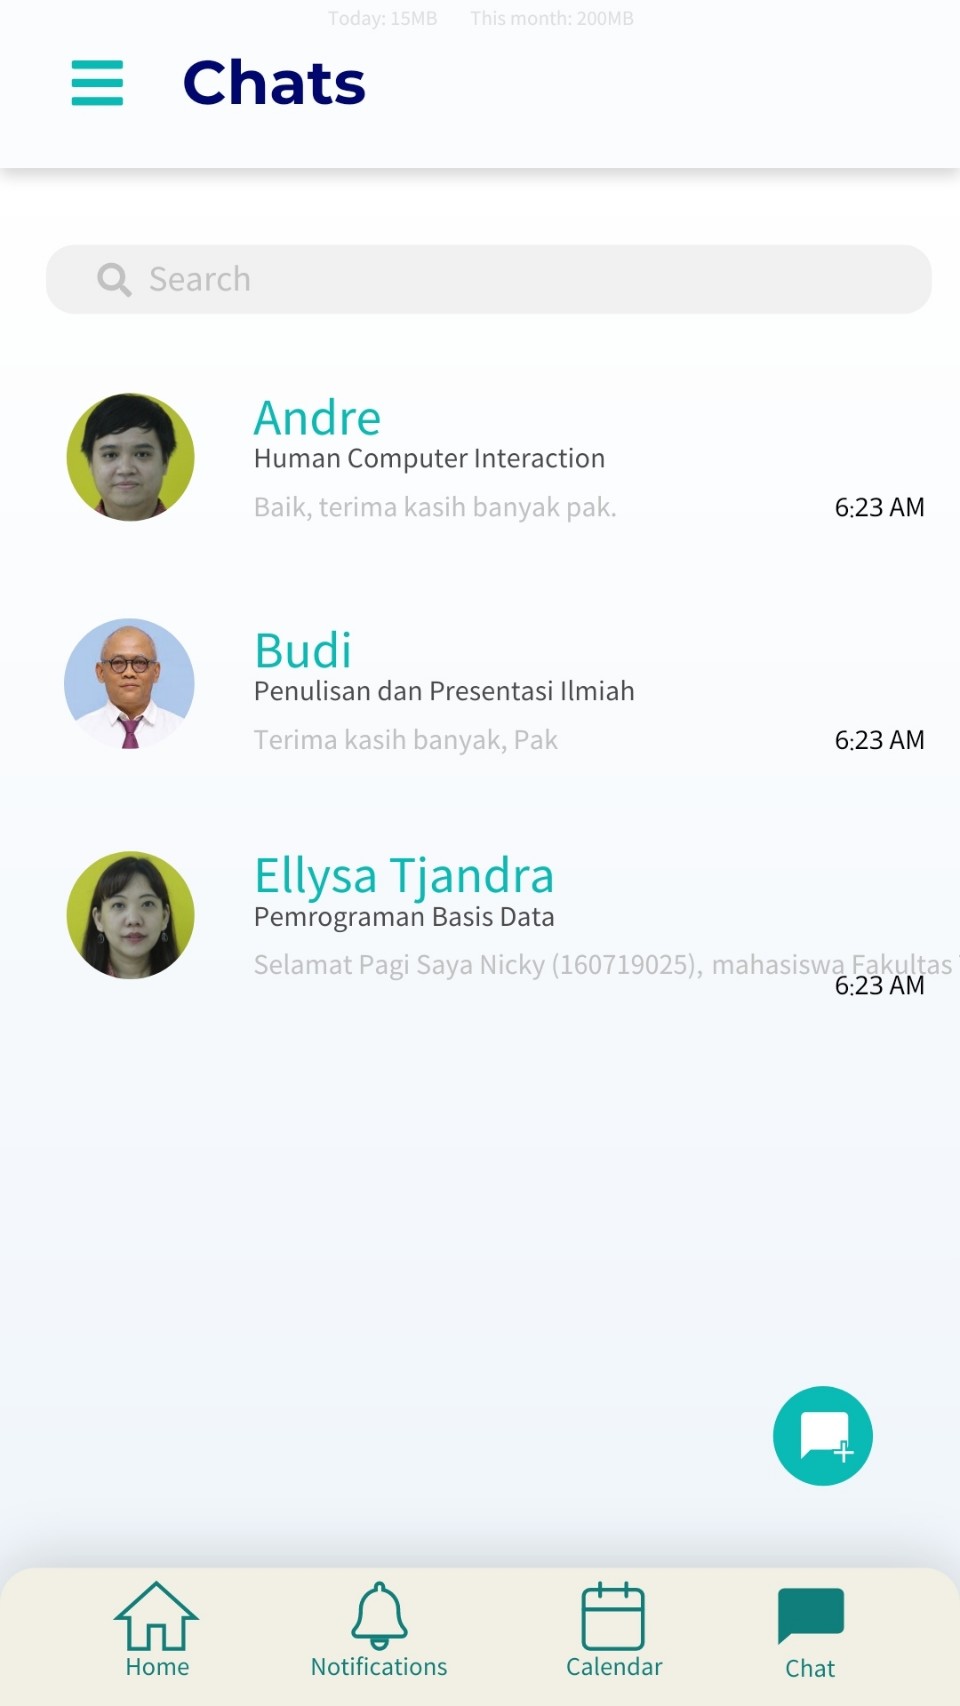 Today: 15MB This month: 200MB
Chats
Search
Andre
Human Computer Interaction
Baik, terima kasih banyak pak.
6:23 AM
Budi
Penulisan dan Presentasi Ilmiah
Terima kasih banyak, Pak
6:23 AM
Ellysa Tjandra
Pemrograman Basis Data
Selamat Pagi Saya Nicky (160719025), mahasiswa Fakultas
6:23 AM
Home
Notifications
Calendar
Chat